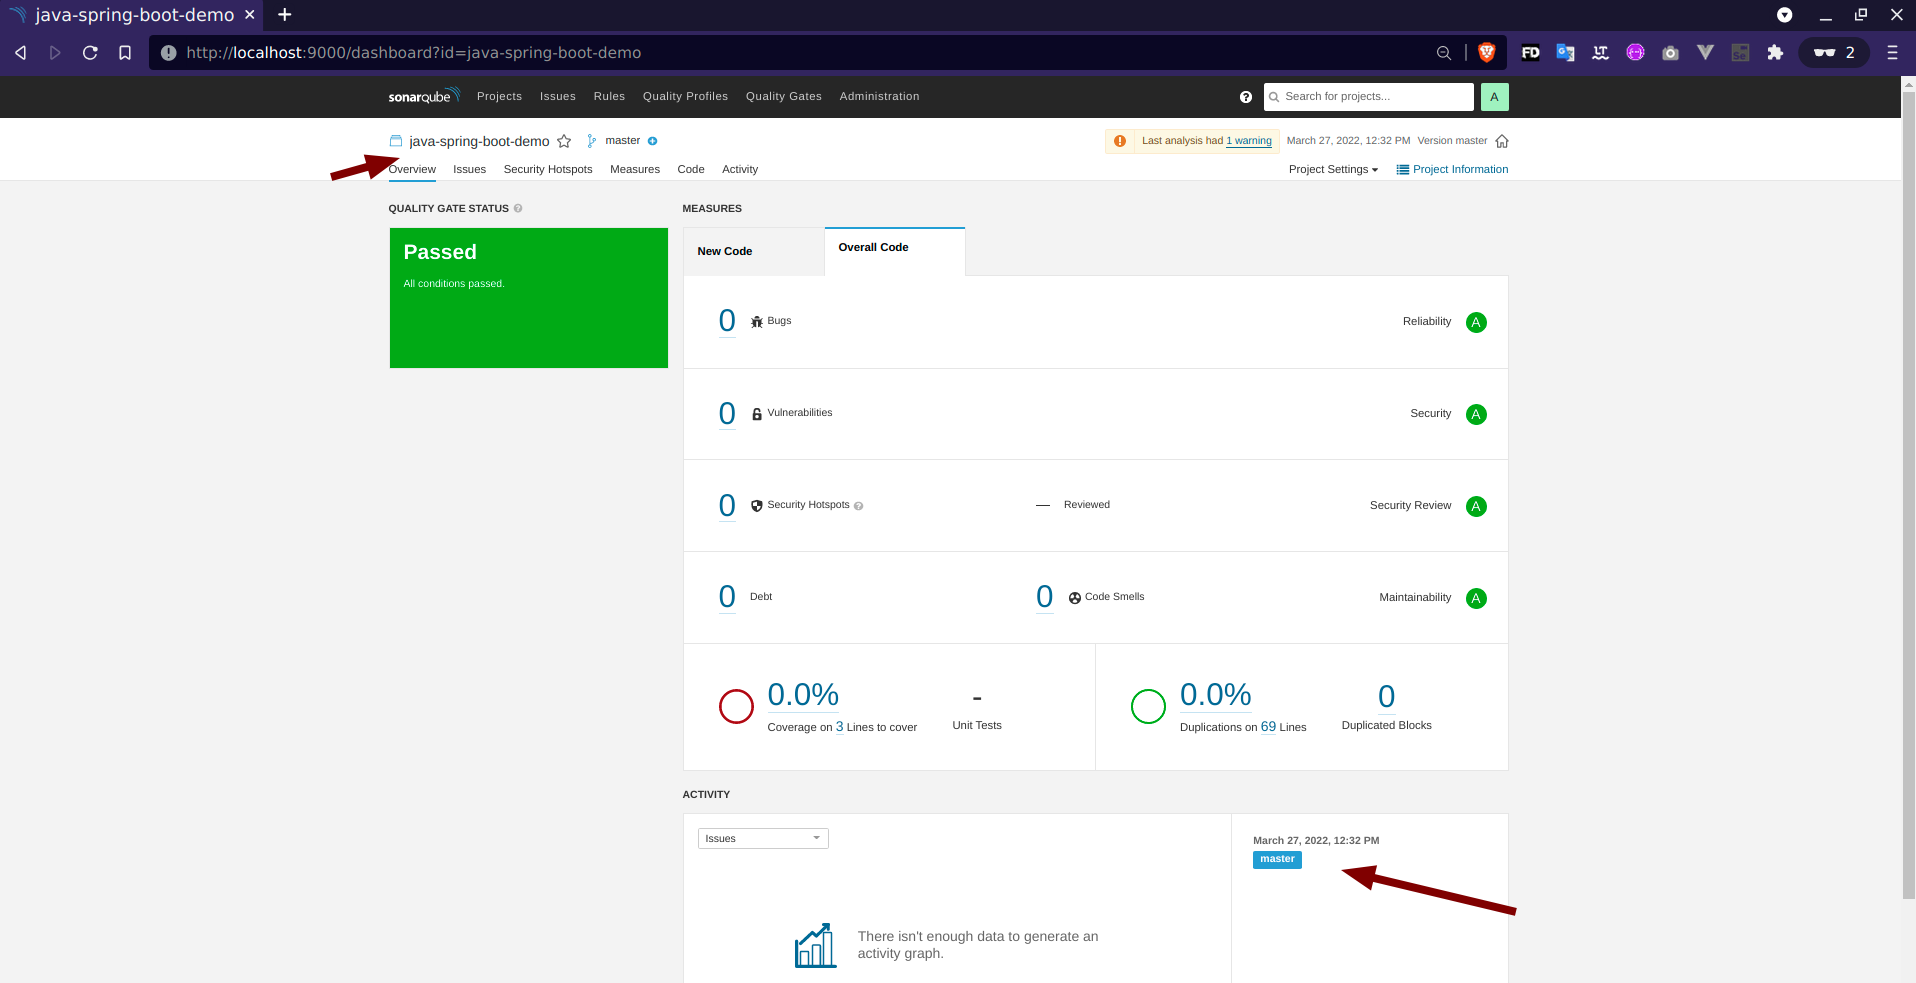 java-spring-boot-demo
http://localhost:9000/dashboard?id=java-spring-boot-demo
FD
2
sonarqube Projects Issues Rules Quality Profiles Quality Gates Administration
Search for projects...
A
java-spring-boot-demo master
Last analysis had 1 warning March 27, 2022, 12:32 PM Version master
Overview Issues Security Hotspots Measures Code Activity
Project Settings Project Information
QUALITY GATE STATUS
Passed
All conditions passed.
MEASURES
New Code
Overall Code
0 Bugs Reliability A
0 Vulnerabilities Security A
0 Security Hotspots — Reviewed Security Review A
0 Debt 0 Code Smells Maintainability A
0.0%
Coverage on 3 Lines to cover
-
Unit Tests
0.0%
Duplications on 69 Lines
0
Duplicated Blocks
ACTIVITY
Issues
There isn't enough data to generate an
activity graph.
March 27, 2022, 12:32 PM
master